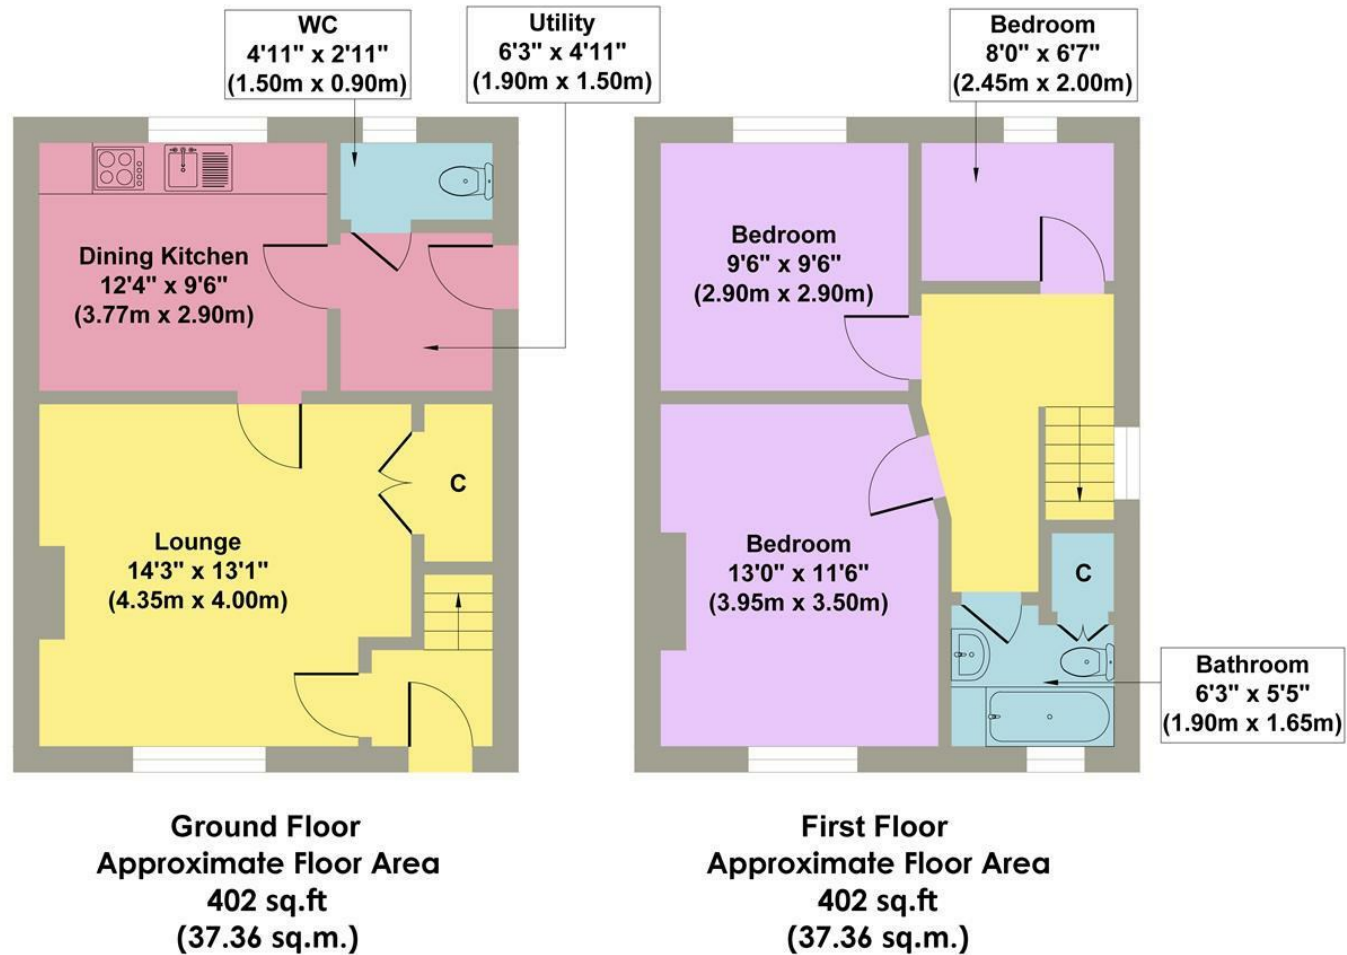 WC
4'11" x 2'11"
(1.50m x 0.90m)
Utility
6'3" x 4'11"
(1.90m x 1.50m)
Dining Kitchen
12'4" x 9'6"
(3.77m x 2.90m)
C
Lounge
14'3" x 13'1"
(4.35m x 4.00m)
Ground Floor
Approximate Floor Area
402 sq.ft
(37.36 sq.m.)
Bedroom
8'0" x 6'7"
(2.45m x 2.00m)
Bedroom
9'6" x 9'6"
(2.90m x 2.90m)
Bedroom
13'0" x 11'6"
(3.95m x 3.50m)
C
Bathroom
6'3" x 5'5"
(1.90m x 1.65m)
First Floor
Approximate Floor Area
402 sq.ft
(37.36 sq.m.)